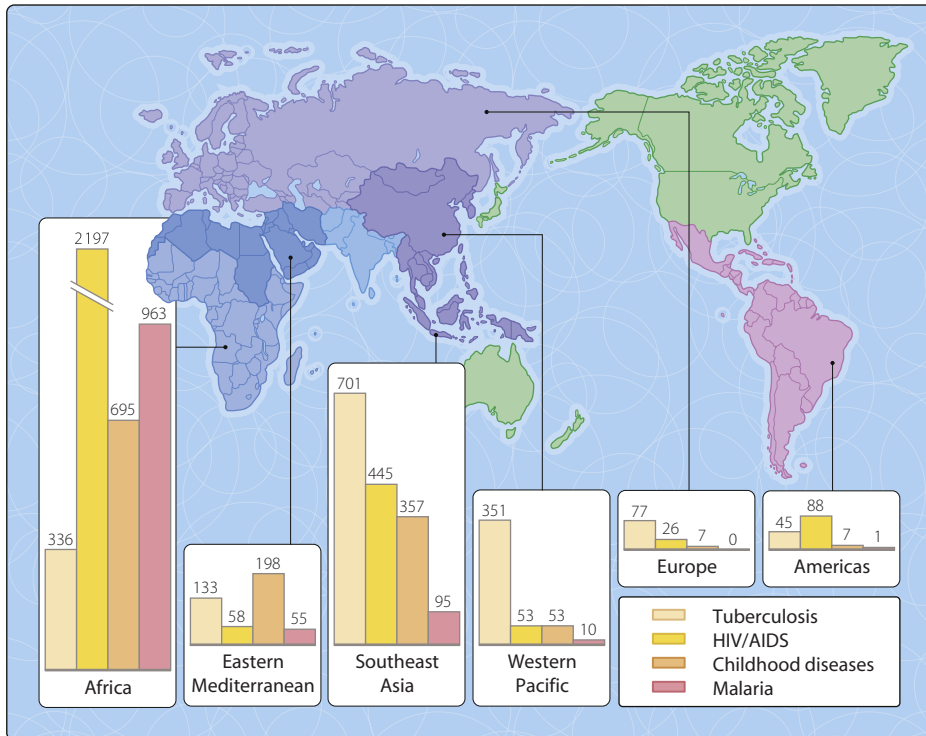 2197
963
695
336
Africa
133
58
198
55
Eastern
Mediterranean
701
445
357
95
Southeast
Asia
351
53
53
10
Western
Pacific
77
26
7
0
Europe
45
88
7
1
Americas
Tuberculosis
HIV/AIDS
Childhood diseases
Malaria